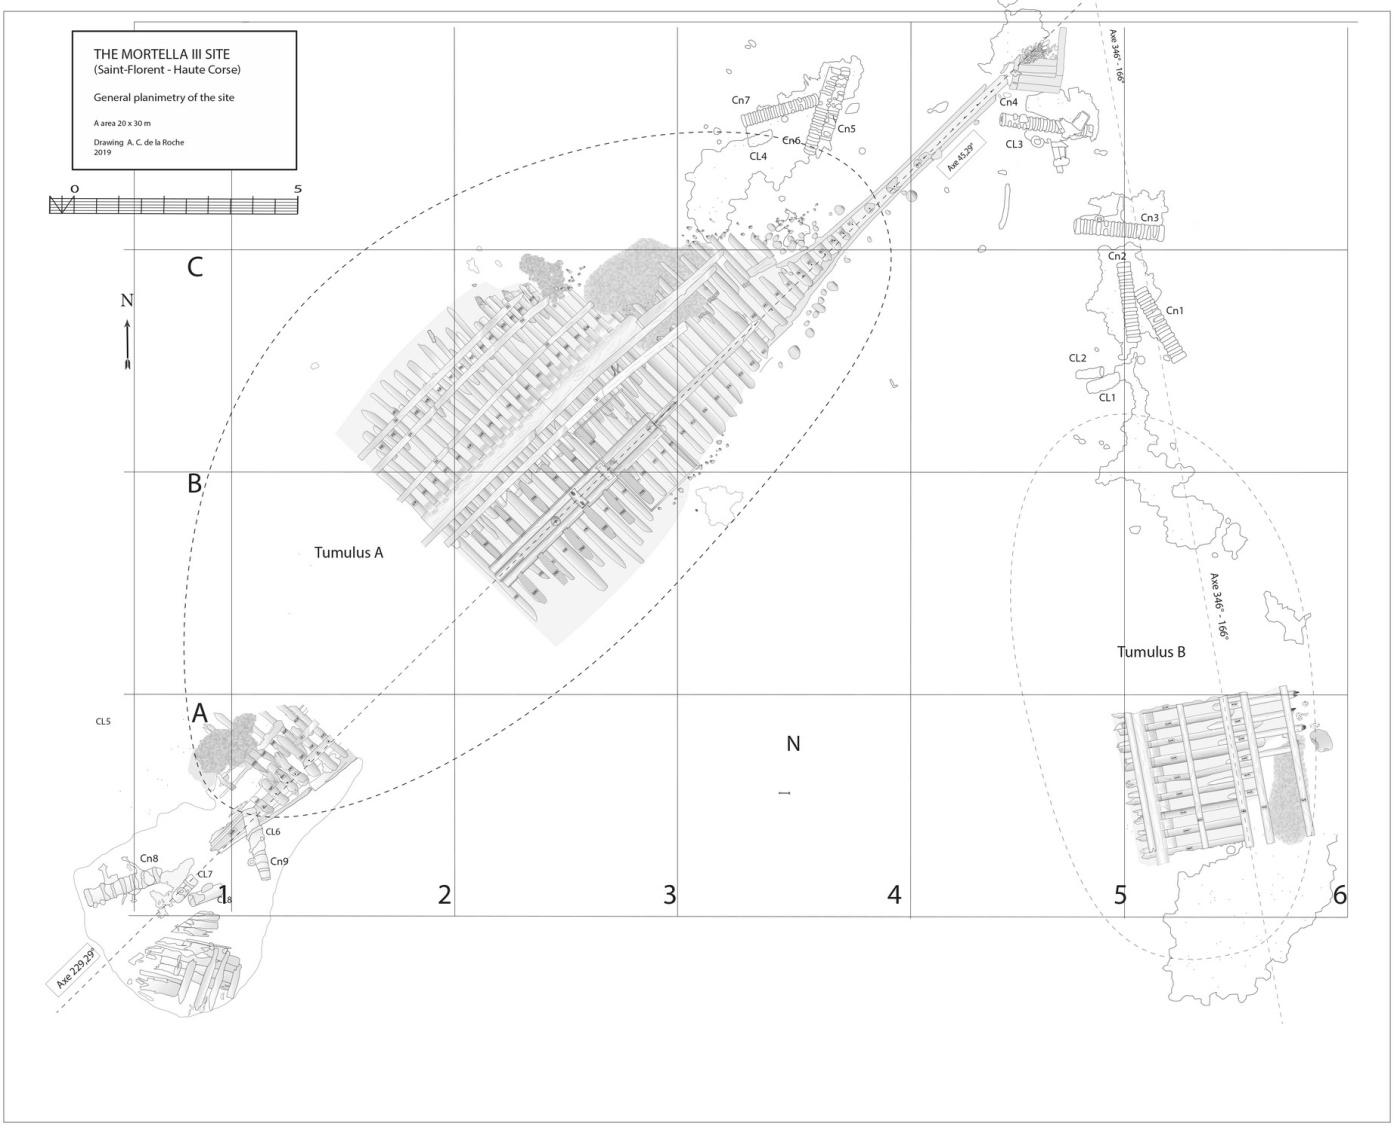 THE MORTELLA III SITE
(Saint-Florent - Haute Corse)
General planimetry of the site
A area 20 x 30 m
Drawing A. C. de la Roche
2019
0
5
N
C
B
A
Cn7
Cn5
Cn6
CL4
Cn4
CL3
Axe 45,29°
Axe 346° - 166°
Cn3
Cn2
Cn1
CL2
CL1
Tumulus A
Axe 346° - 166°
Tumulus B
CL5
N
CL6
Cn9
Cn8
CL7
CL8
1
2
3
4
5
6
Axe 229,29°